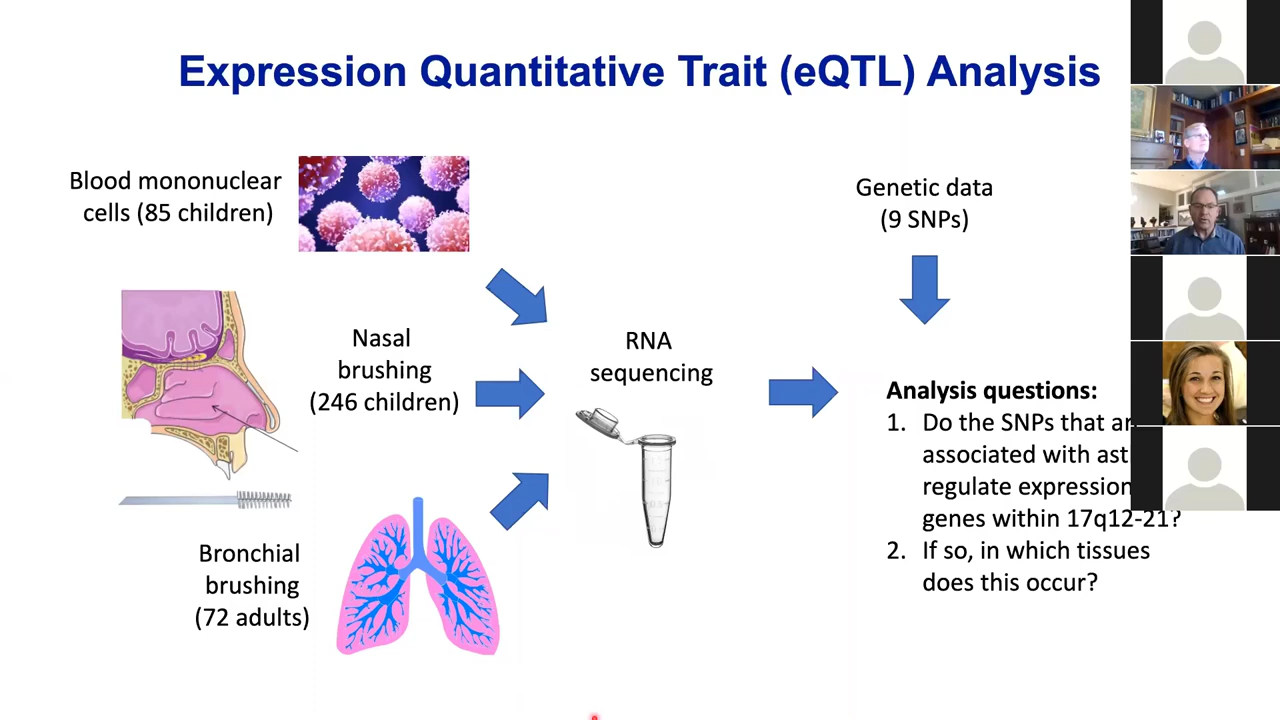 Expression Quantitative Trait (eQTL) Analysis
Blood mononuclear
cells (85 children)
Nasal
brushing
(246 children)
Bronchial
brushing
(72 adults)
RNA
sequencing
Genetic data
(9 SNPs)
Analysis questions:
1. Do the SNPs that
associated with
regulate expression
genes within 17q12-21?
2. If so, in which tissues
does this occur?